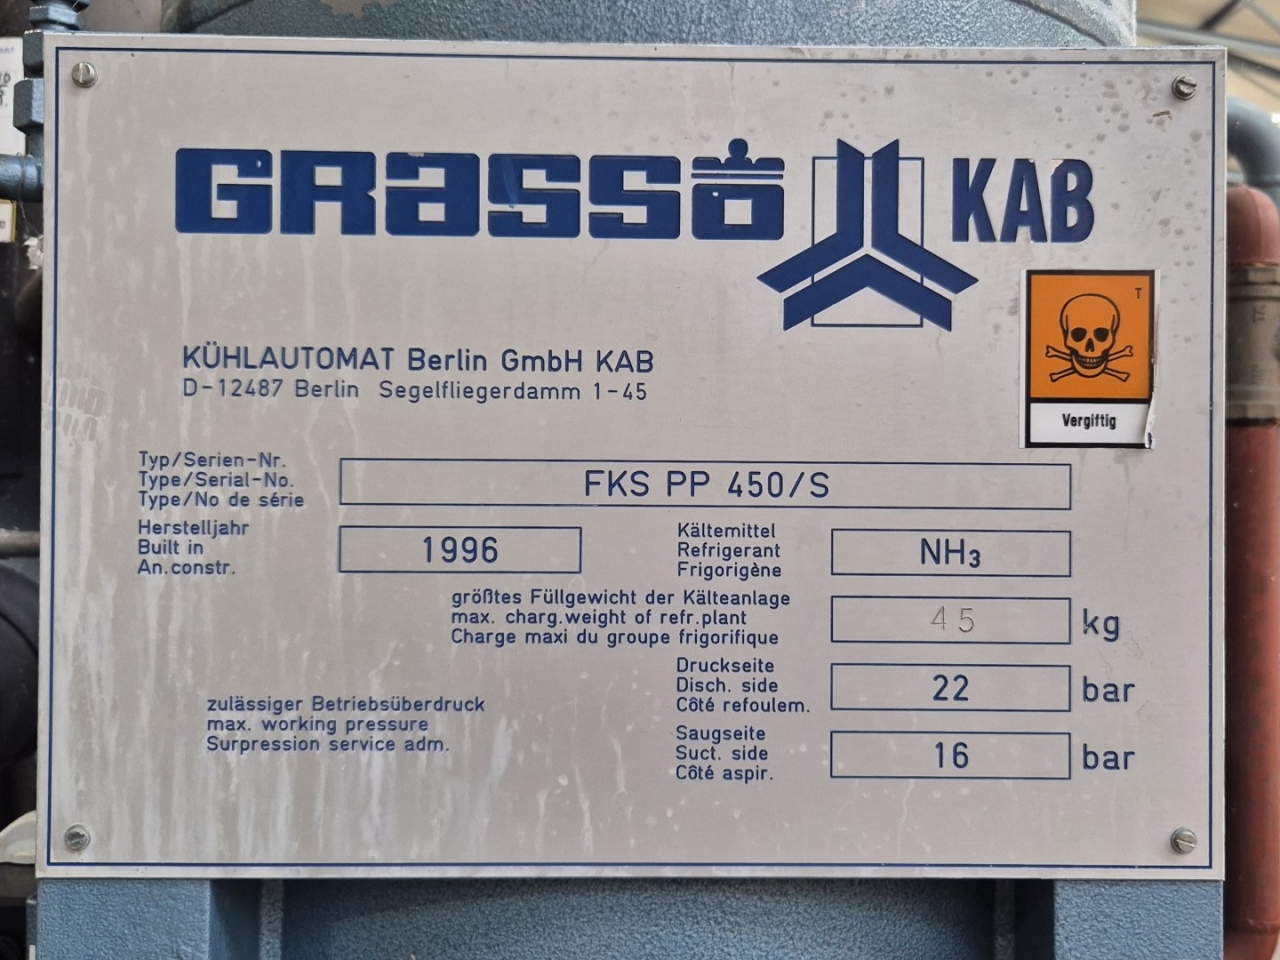 GRASSO KAB
T
Vergiftig
KÜHLAUTOMAT Berlin GmbH KAB
D-12487 Berlin Segelfliegerdamm 1-45
Typ/Serien-Nr.
Type/Serial-No.
Type/No de série
FKS PP 450/S
Herstelljahr
Built in
An.constr.
1996
Kältemittel
Refrigerant
Frigorigène
NH3
größtes Füllgewicht der Kälteanlage
max. charg.weight of refr.plant
Charge maxi du groupe frigorifique
45 kg
zulässiger Betriebsüberdruck
max. working pressure
Surpression service adm.
Druckseite
Disch. side
Côté refoulem.
22 bar
Saugseite
Suct. side
Côté aspir.
16 bar